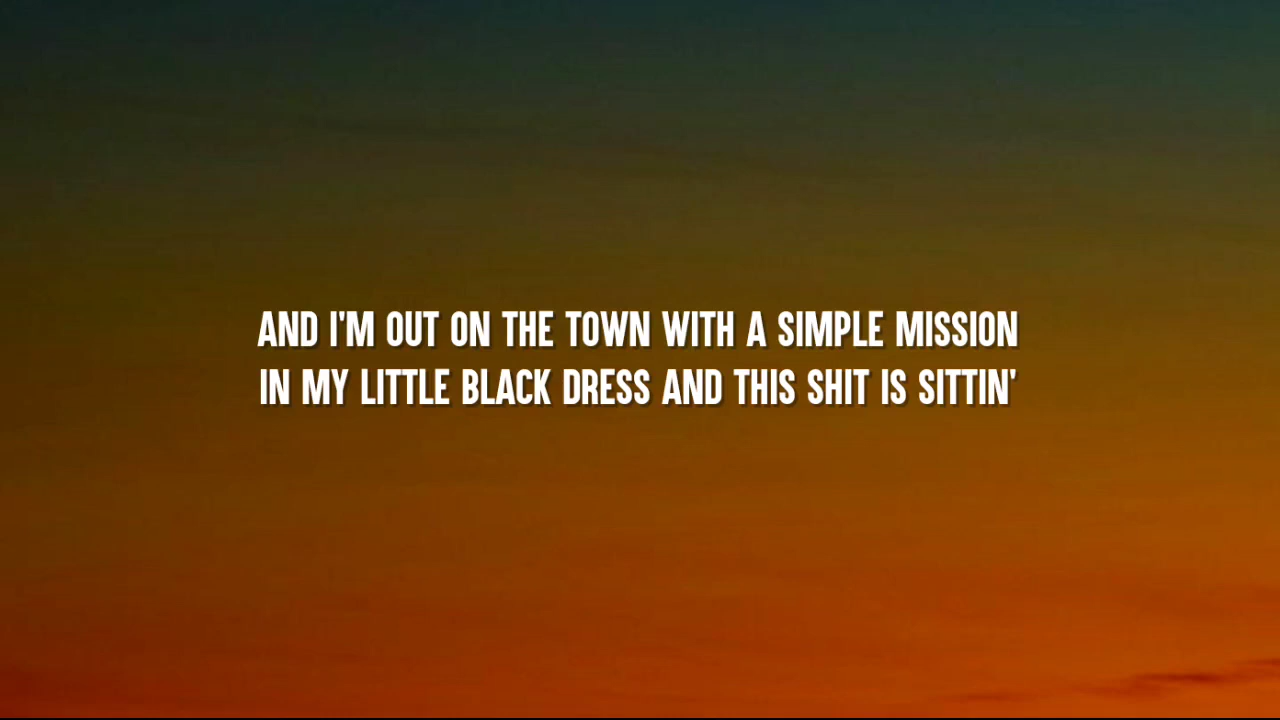 AND I'M OUT ON THE TOWN WITH A SIMPLE MISSION
IN MY LITTLE BLACK DRESS AND THIS SHIT IS SITTIN'